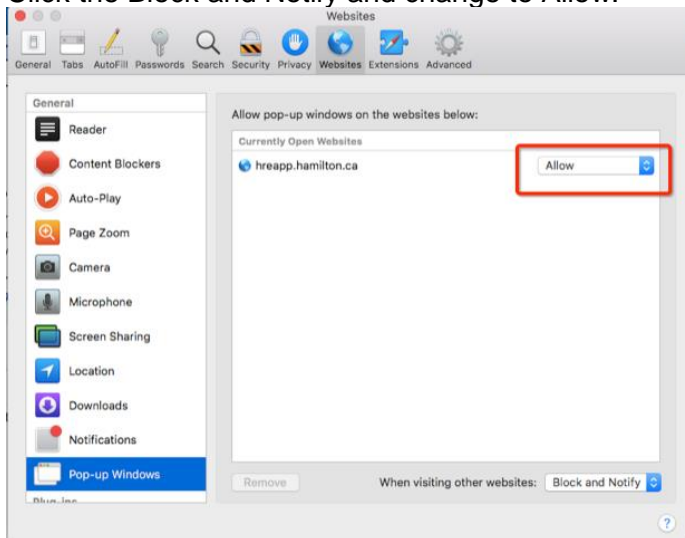 Click the Block and Notify and change to Allow.
Websites
General Tabs AutoFill Passwords Search Security Privacy Websites Extensions Advanced
General
Reader
Content Blockers
Auto-Play
Page Zoom
Camera
Microphone
Screen Sharing
Location
Downloads
Notifications
Pop-up Windows
Plug-ins
Allow pop-up windows on the websites below:
Currently Open Websites
hreapp.hamilton.ca Allow
Remove When visiting other websites: Block and Notify
?